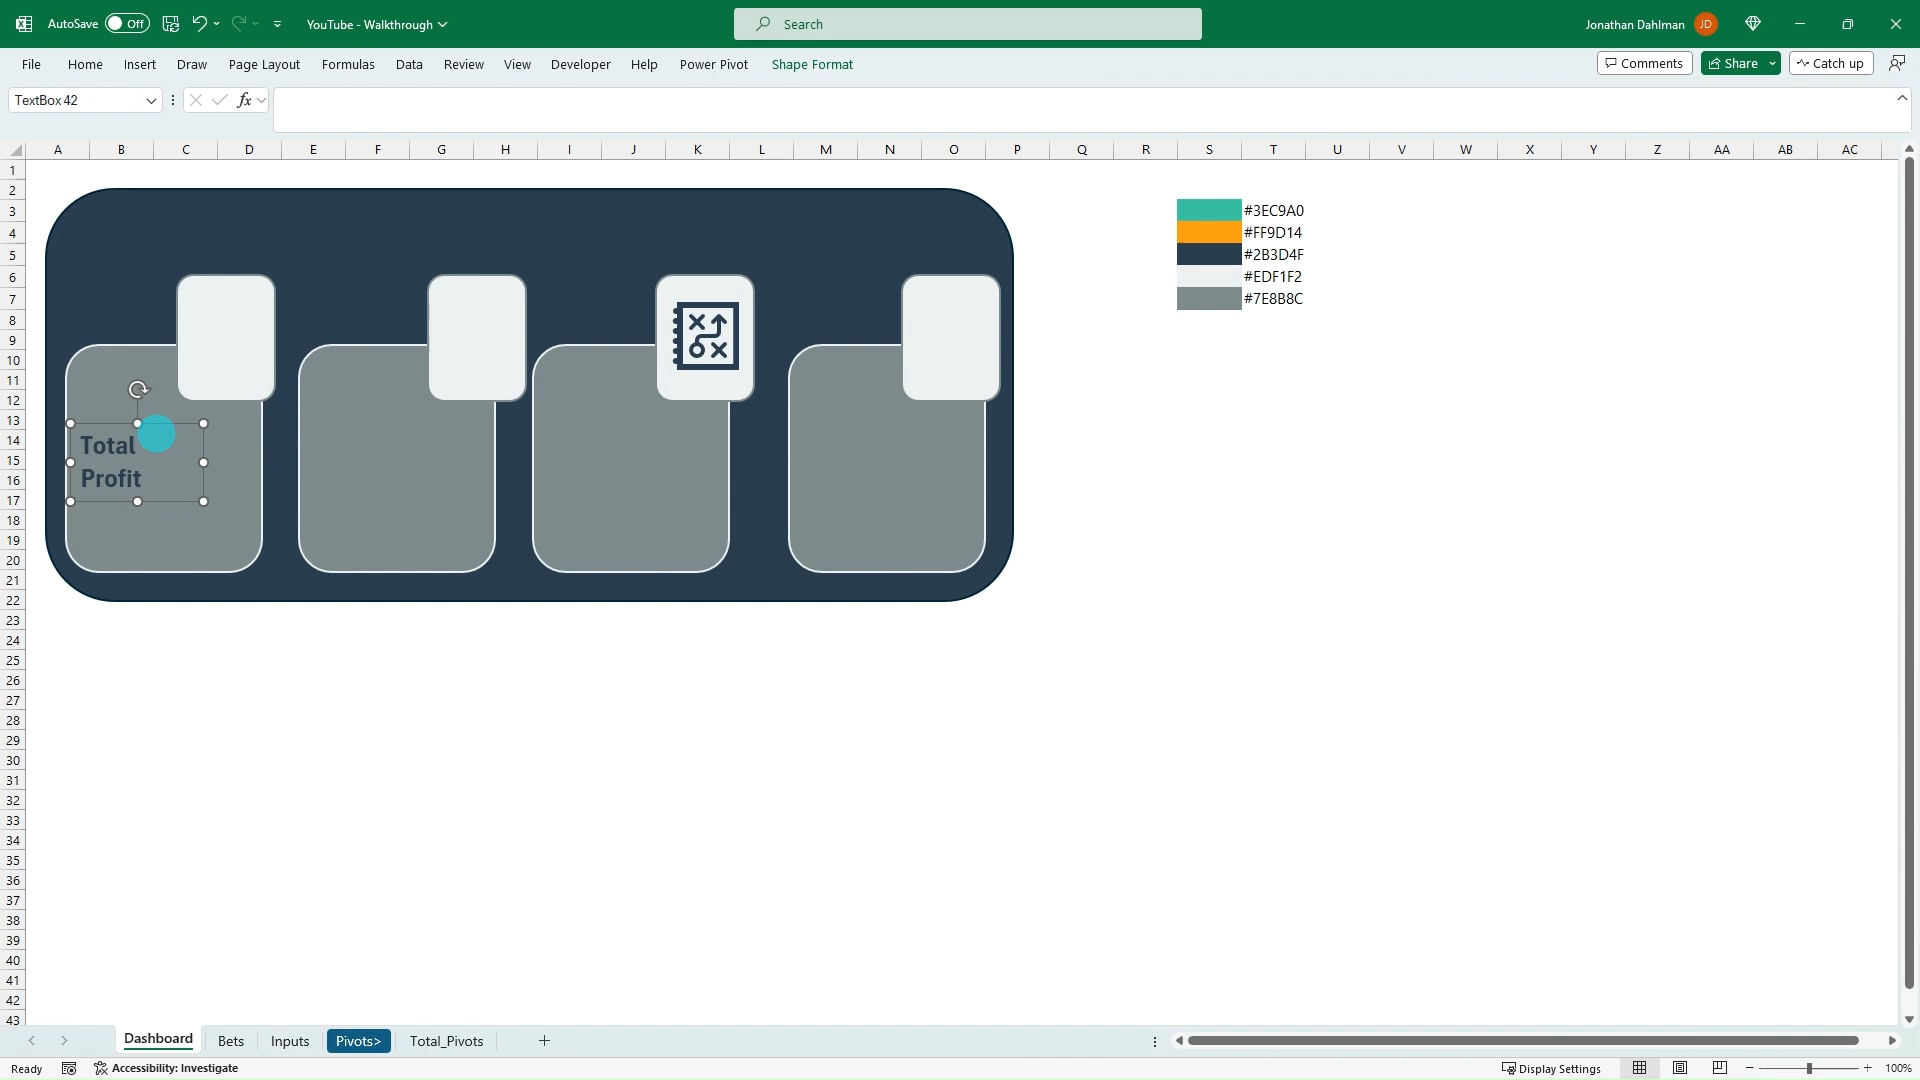 AutoSave Off YouTube - Walkthrough Search Jonathan Dahlman JD
File Home Insert Draw Page Layout Formulas Data Review View Developer Help Power Pivot Shape Format Comments Share Catch up
TextBox 42 fx
A B C D E F G H I J K L M N O P Q R S T U V W X Y Z AA AB AC
1
2
3 #3EC9A0
4 #FF9D14
5 #2B3D4F
6 #EDF1F2
7 #7E8B8C
8
9
10
11
12
13
14
Total
15
16
Profit
17
18
19
20
21
22
23
24
25
26
27
28
29
30
31
32
33
34
35
36
37
38
39
40
41
42
43
Dashboard Bets Inputs Pivots> Total_Pivots
Ready Accessibility: Investigate Display Settings 100%